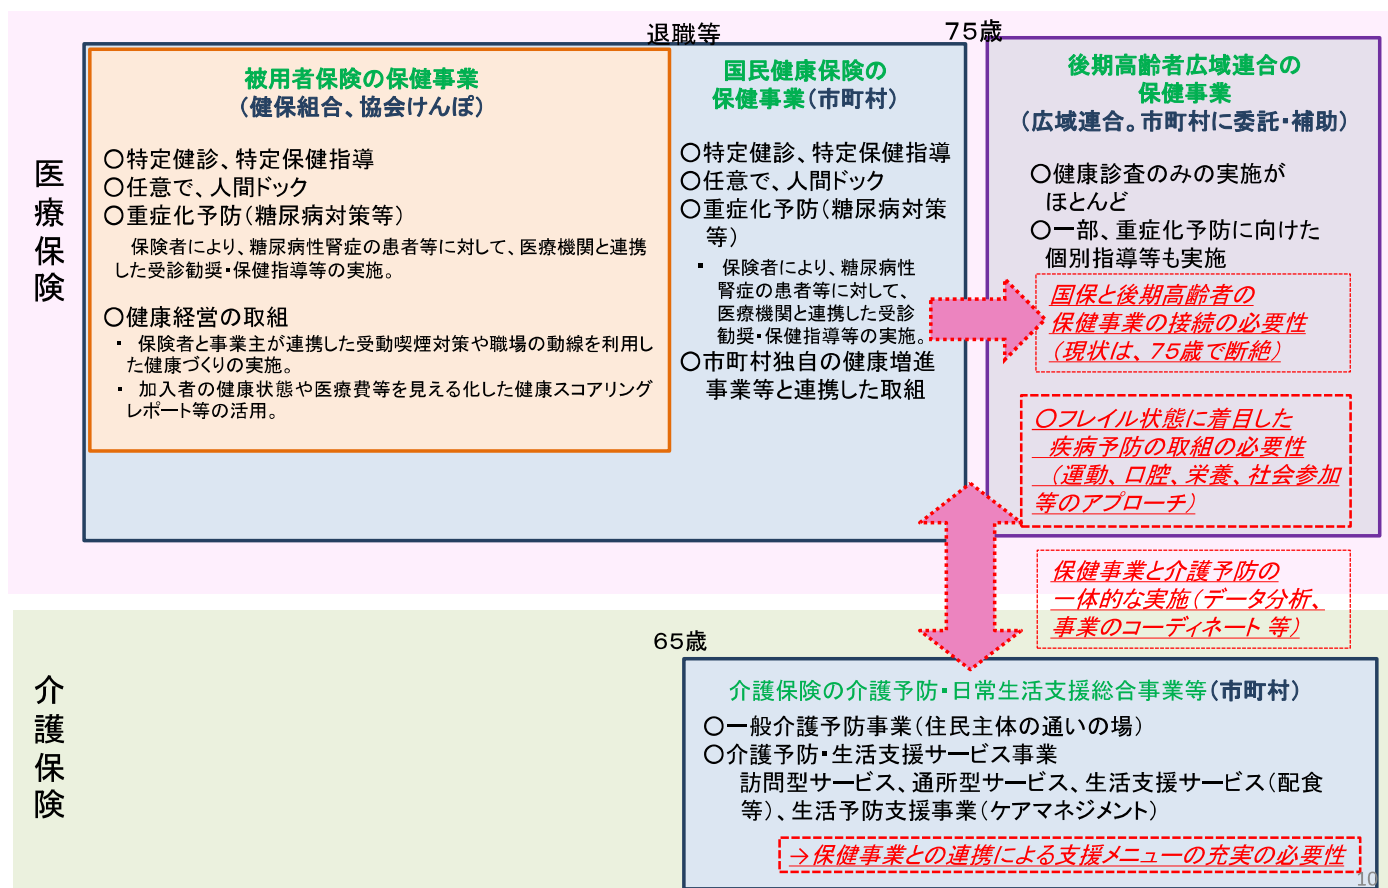 退職等
75歳
医療保険
被用者保険の保健事業
(健保組合、協会けんぽ)
○特定健診、特定保健指導
○任意で、人間ドック
○重症化予防(糖尿病対策等)
保険者により、糖尿病性腎症の患者等に対して、医療機関と連携
した受診勧奨・保健指導等の実施。
○健康経営の取組
・ 保険者と事業主が連携した受動喫煙対策や職場の動線を利用し
た健康づくりの実施。
・ 加入者の健康状態や医療費等を見える化した健康スコアリング
レポート等の活用。
国民健康保険の
保健事業(市町村)
○特定健診、特定保健指導
○任意で、人間ドック
○重症化予防(糖尿病対策
等)
・ 保険者により、糖尿病性
腎症の患者等に対して、
医療機関と連携した受診
勧奨・保健指導等の実施。
○市町村独自の健康増進
事業等と連携した取組
後期高齢者広域連合の
保健事業
(広域連合。市町村に委託・補助)
○健康診査のみの実施が
ほとんど
○一部、重症化予防に向けた
個別指導等も実施
国保と後期高齢者の
保健事業の接続の必要性
(現状は、75歳で断絶)
○フレイル状態に着目した
疾病予防の取組の必要性
(運動、口腔、栄養、社会参加
等のアプローチ)
保健事業と介護予防の
一体的な実施(データ分析、
事業のコーディネート 等)
65歳
介護保険
介護保険の介護予防・日常生活支援総合事業等(市町村)
○一般介護予防事業(住民主体の通いの場)
○介護予防・生活支援サービス事業
訪問型サービス、通所型サービス、生活支援サービス(配食
等)、生活予防支援事業(ケアマネジメント)
→保健事業との連携による支援メニューの充実の必要性
10